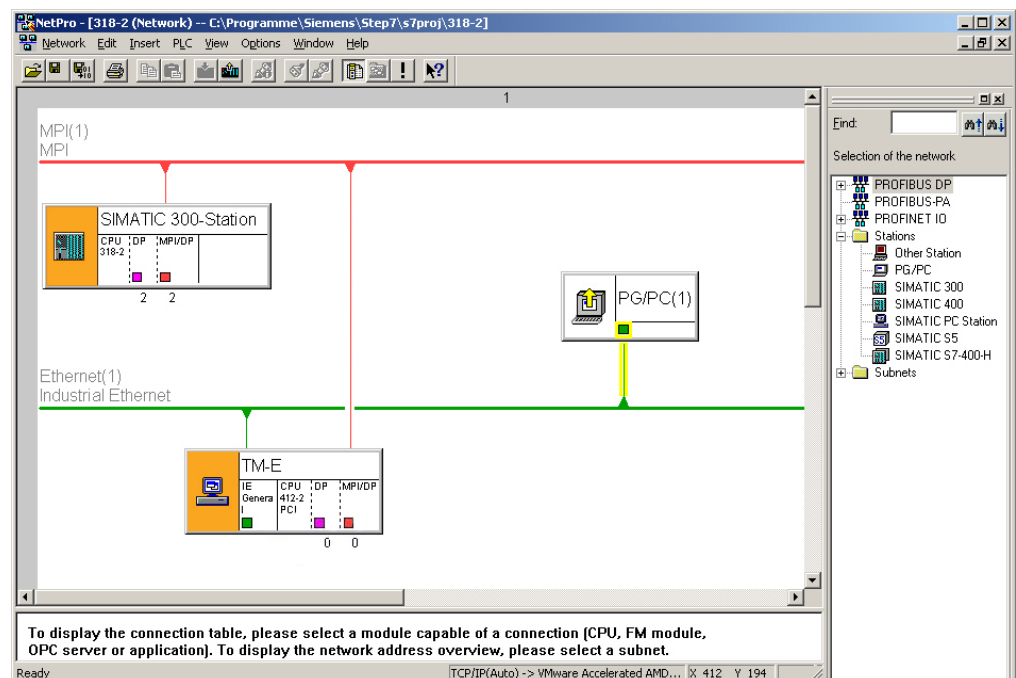 NetPro - [318-2 (Network) -- C:\Programme\Siemens\Step7\s7proj\318-2]
Network Edit Insert PLC View Options Window Help
1
MPI(1)
MPI
SIMATIC 300-Station
CPU DP MPI/DP
318-2
2 2
PG/PC(1)
Ethernet(1)
Industrial Ethernet
TM-E
IE CPU DP MPI/DP
Genera 412-2
l PCI
0 0
Find:
Selection of the network
PROFIBUS DP
PROFIBUS-PA
PROFINET IO
Stations
Other Station
PG/PC
SIMATIC 300
SIMATIC 400
SIMATIC PC Station
S5 SIMATIC S5
SIMATIC S7-400-H
Subnets
To display the connection table, please select a module capable of a connection (CPU, FM module,
OPC server or application). To display the network address overview, please select a subnet.
Ready TCP/IP(Auto) -> VMware Accelerated AMD... X 412 Y 194